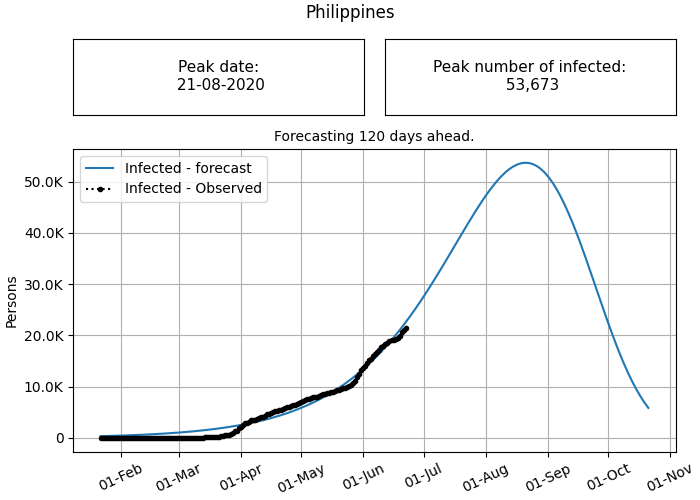 Philippines
Peak date:
21-08-2020
Peak number of infected:
53,673
Forecasting 120 days ahead.
Infected - forecast
Infected - Observed
Persons
50.0K
40.0K
30.0K
20.0K
10.0K
0
01-Feb
01-Mar
01-Apr
01-May
01-Jun
01-Jul
01-Aug
01-Sep
01-Oct
01-Nov